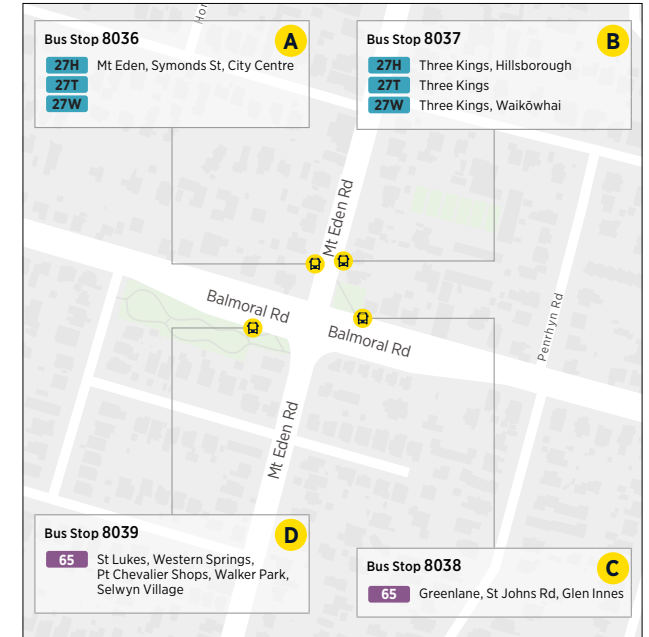 Hor
Bus Stop 8036
A
27H Mt Eden, Symonds St, City Centre
27T
27W
Bus Stop 8037
B
27H Three Kings, Hillsborough
27T Three Kings
27W Three Kings, Waikōwhai
Mt Eden Rd
Balmoral Rd
Balmoral Rd
Penrhyn Rd
Mt Eden Rd
Bus Stop 8039
D
65 St Lukes, Western Springs,
Pt Chevalier Shops, Walker Park,
Selwyn Village
Bus Stop 8038
C
65 Greenlane, St Johns Rd, Glen Innes